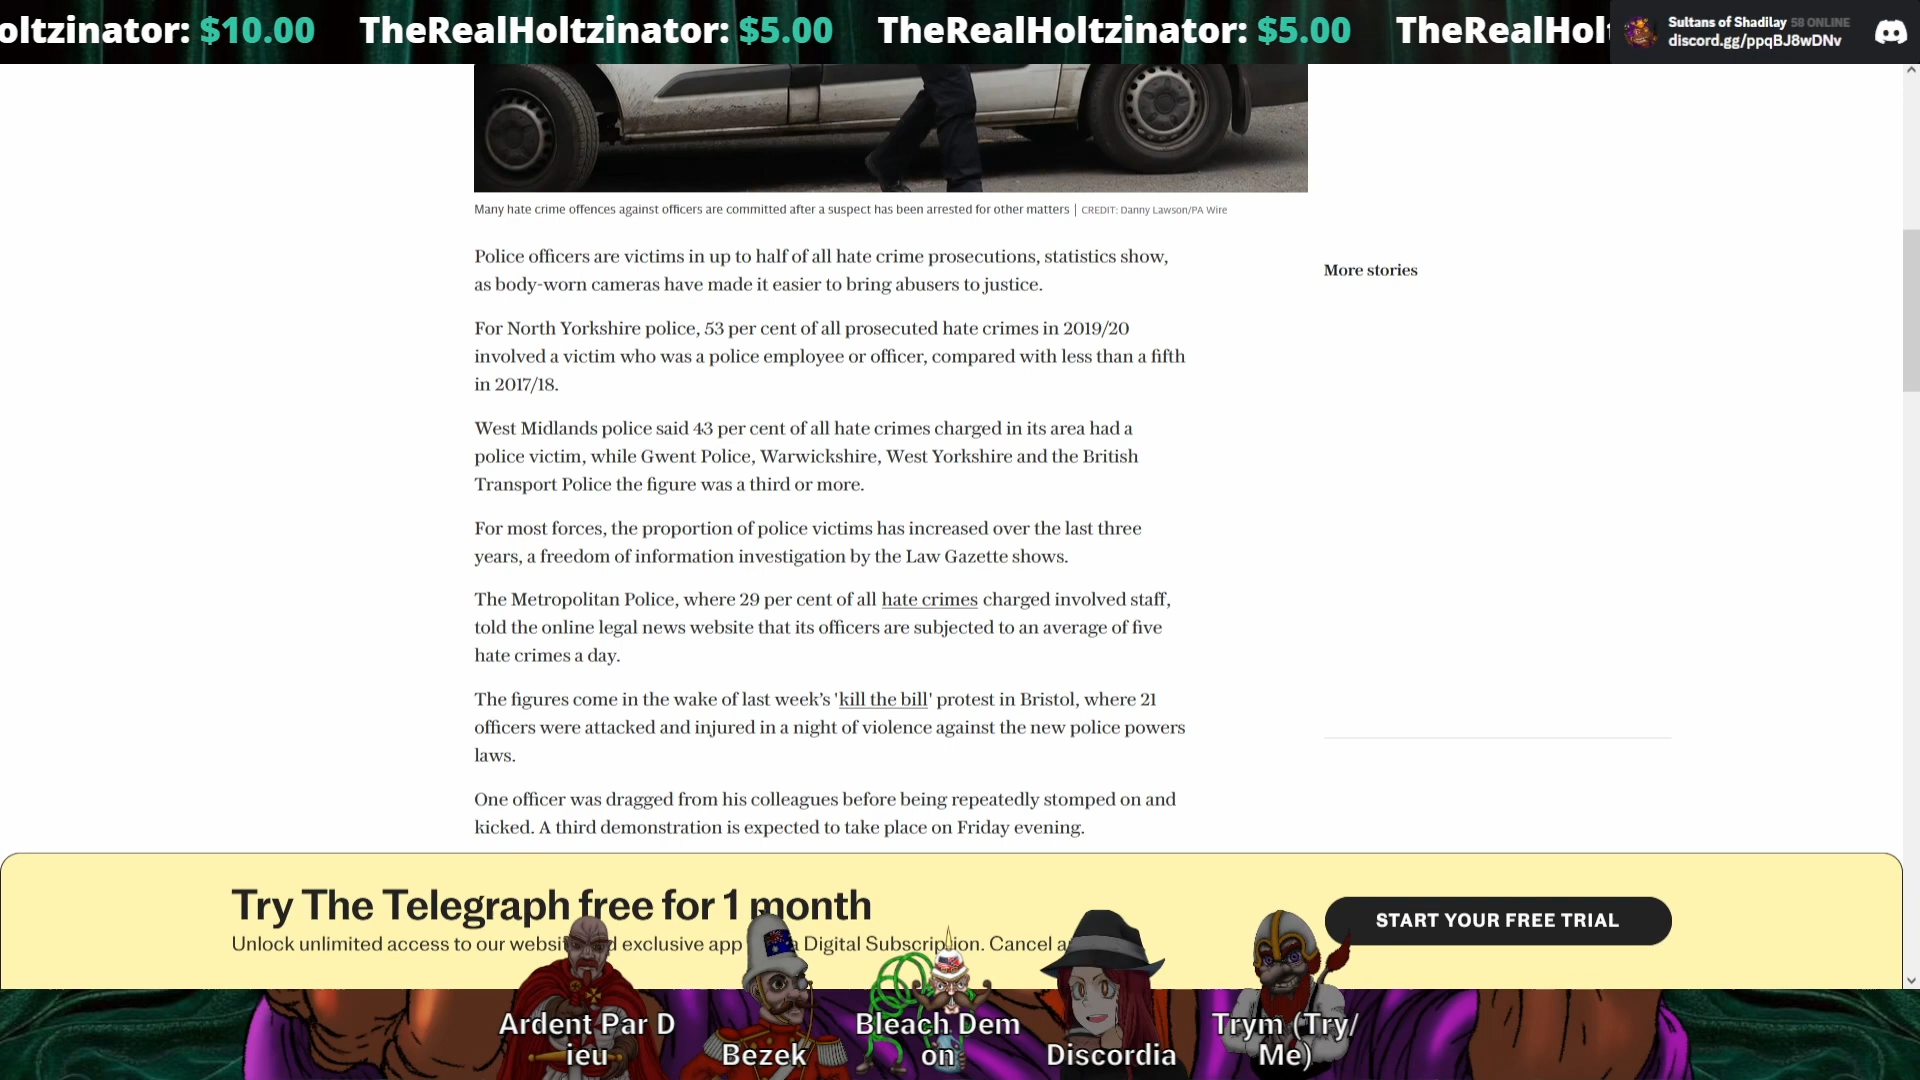 oltzinator: $10.00 TheRealHoltzinator: $5.00 TheRealHoltzinator: $5.00 TheRealHolt
Sultans of Shadilay 58 ONLINE
discord.gg/ppqBJ8wDNv
Many hate crime offences against officers are committed after a suspect has been arrested for other matters | CREDIT: Danny Lawson/PA Wire
Police officers are victims in up to half of all hate crime prosecutions, statistics show,
as body-worn cameras have made it easier to bring abusers to justice.
More stories
For North Yorkshire police, 53 per cent of all prosecuted hate crimes in 2019/20
involved a victim who was a police employee or officer, compared with less than a fifth
in 2017/18.
West Midlands police said 43 per cent of all hate crimes charged in its area had a
police victim, while Gwent Police, Warwickshire, West Yorkshire and the British
Transport Police the figure was a third or more.
For most forces, the proportion of police victims has increased over the last three
years, a freedom of information investigation by the Law Gazette shows.
The Metropolitan Police, where 29 per cent of all hate crimes charged involved staff,
told the online legal news website that its officers are subjected to an average of five
hate crimes a day.
The figures come in the wake of last week's 'kill the bill' protest in Bristol, where 21
officers were attacked and injured in a night of violence against the new police powers
laws.
One officer was dragged from his colleagues before being repeatedly stomped on and
kicked. A third demonstration is expected to take place on Friday evening.
Try The Telegraph free for 1 month
Unlock unlimited access to our websi d exclusive app a Digital Subscription. Cancel a
START YOUR FREE TRIAL
Ardent Par D
ieu
Bezek
Bleach Dem
on
Discordia
Trym (Try/
Me)